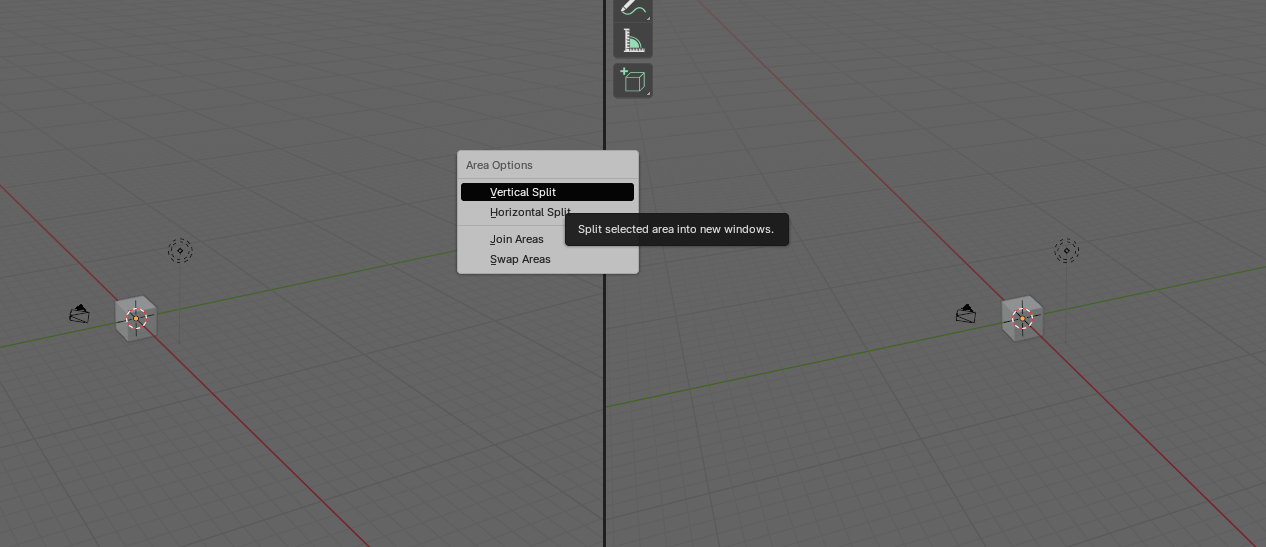 Area Options
Vertical Split
Horizontal Split
Split selected area into new windows.
Join Areas
Swap Areas